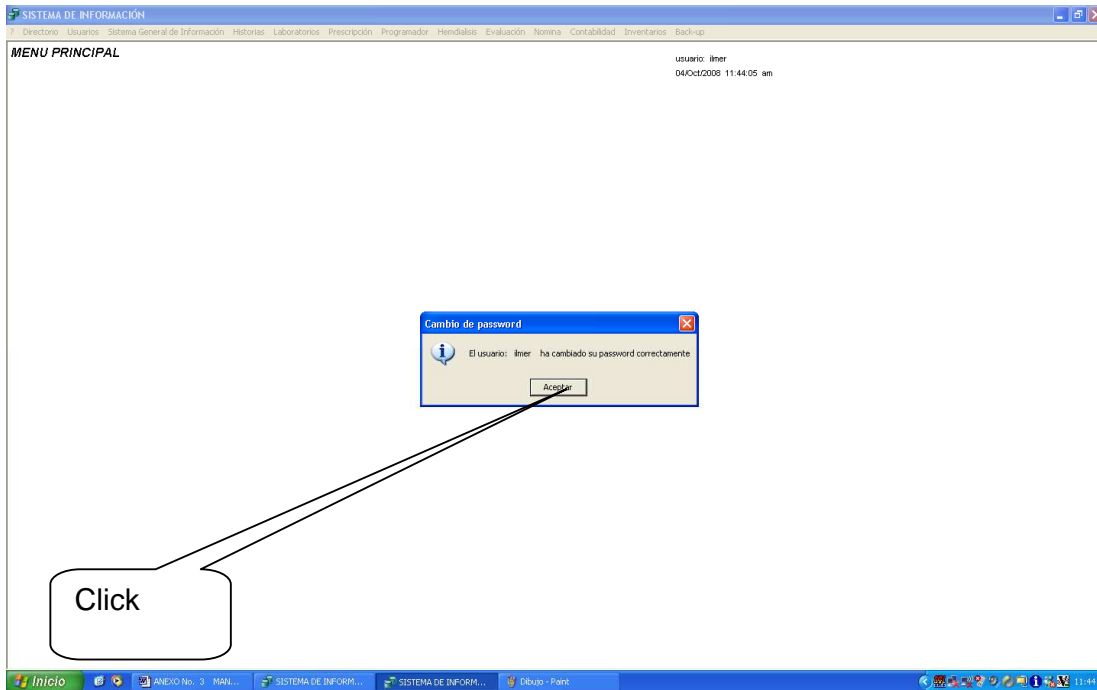 SISTEMA DE INFORMACIÓN
? Directorio Usuarios Sistema General de Información Historias Laboratorios Prescripción Programador Hemdialisis Evaluación Nomina Contabilidad Inventarios Back-up
MENU PRINCIPAL
usuario: ilmer
04/Oct/2008 11:44:05 am
Cambio de password
El usuario: ilmer ha cambiado su password correctamente
Aceptar
Click
Inicio ANEXO No. 3 MAN... SISTEMA DE INFORM... SISTEMA DE INFORM... Dibujo - Paint 11:44